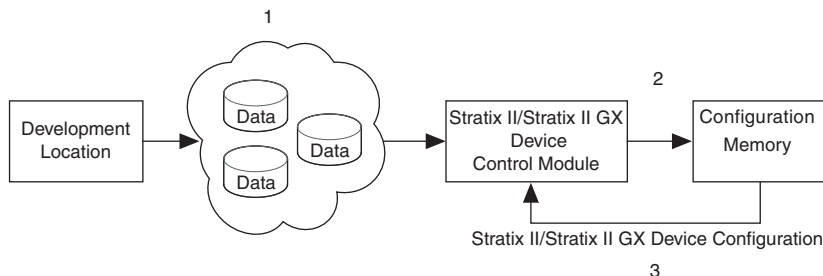 1
Development
Location
Data
Data
Data
Stratix II/Stratix II GX
Device
Control Module
2
Configuration
Memory
Stratix II/Stratix II GX Device Configuration
3